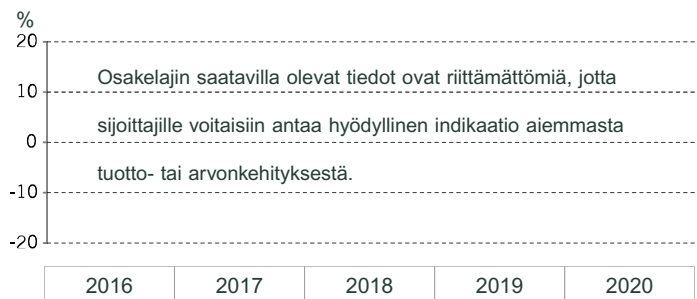 %
20
Osakelajin saatavilla olevat tiedot ovat riittämättömiä, jotta
10
sijoittajille voitaisiin antaa hyödyllinen indikaatio aiemmasta
0
tuotto- tai arvonkehityksestä.
-10
-20
2016 2017 2018 2019 2020